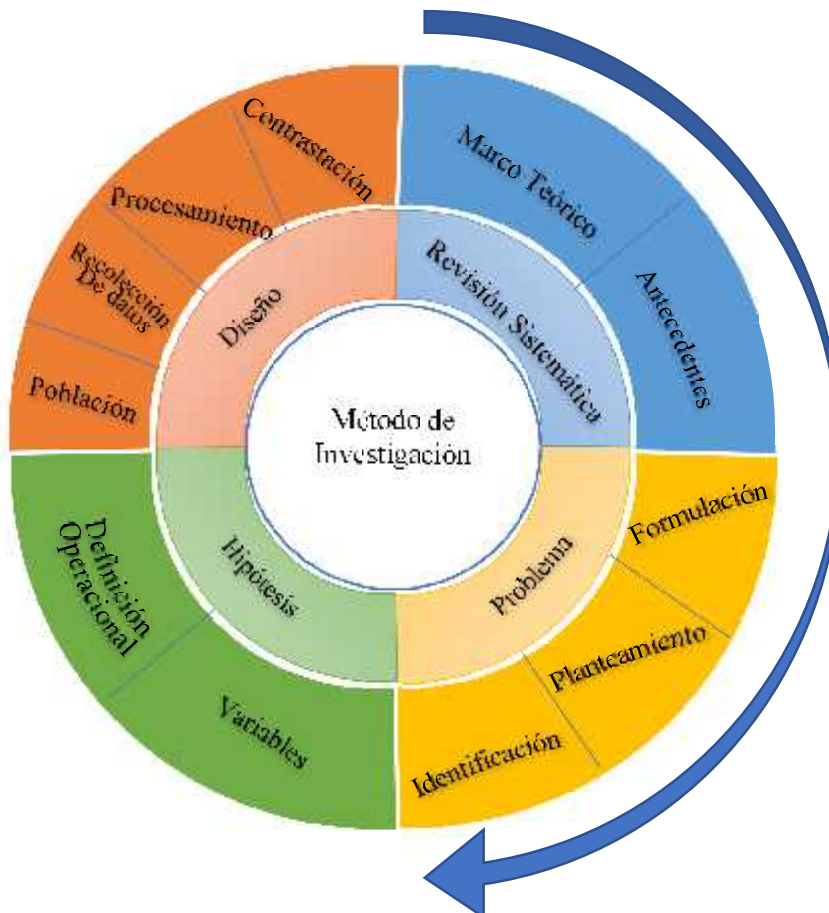 Método de
Investigación
Revisión Sistemática
Marco Teórico
Antecedentes
Problema
Formulación
Planteamiento
Identificación
Hipótesis
Variables
Definición
Operacional
Diseño
Población
Recolección
De datos
Procesamiento
Contrastación